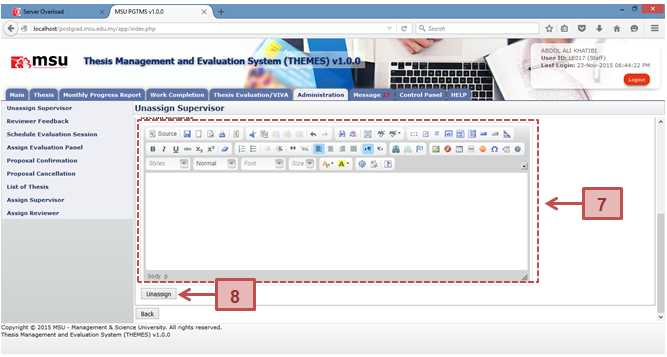 Server Overload
MSU PGTMS v1.0.0
localhost/postgrad.msu.edu.my/app/index.php
Search
msu
Thesis Management and Evaluation System (THEMES) v1.0.0
ABDOL ALI KHATIBI
User ID: LE017 (Staff)
Last Login: 23-Nov-2015 06:44:22 PM
Logout
Main
Thesis
Monthly Progress Report
Work Completion
Thesis Evaluation/VIVA
Administration
Message
Control Panel
HELP
Unassign Supervisor
Reviewer Feedback
Schedule Evaluation Session
Assign Evaluation Panel
Proposal Confirmation
Proposal Cancellation
List of Thesis
Assign Supervisor
Assign Reviewer
Unassign Supervisor
Source
Styles
Normal
Font
Size
body p
7
Unassign
8
Back
Copyright © 2015 MSU - Management & Science University. All rights reserved.
Thesis Management and Evaluation System (THEMES) v1.0.0